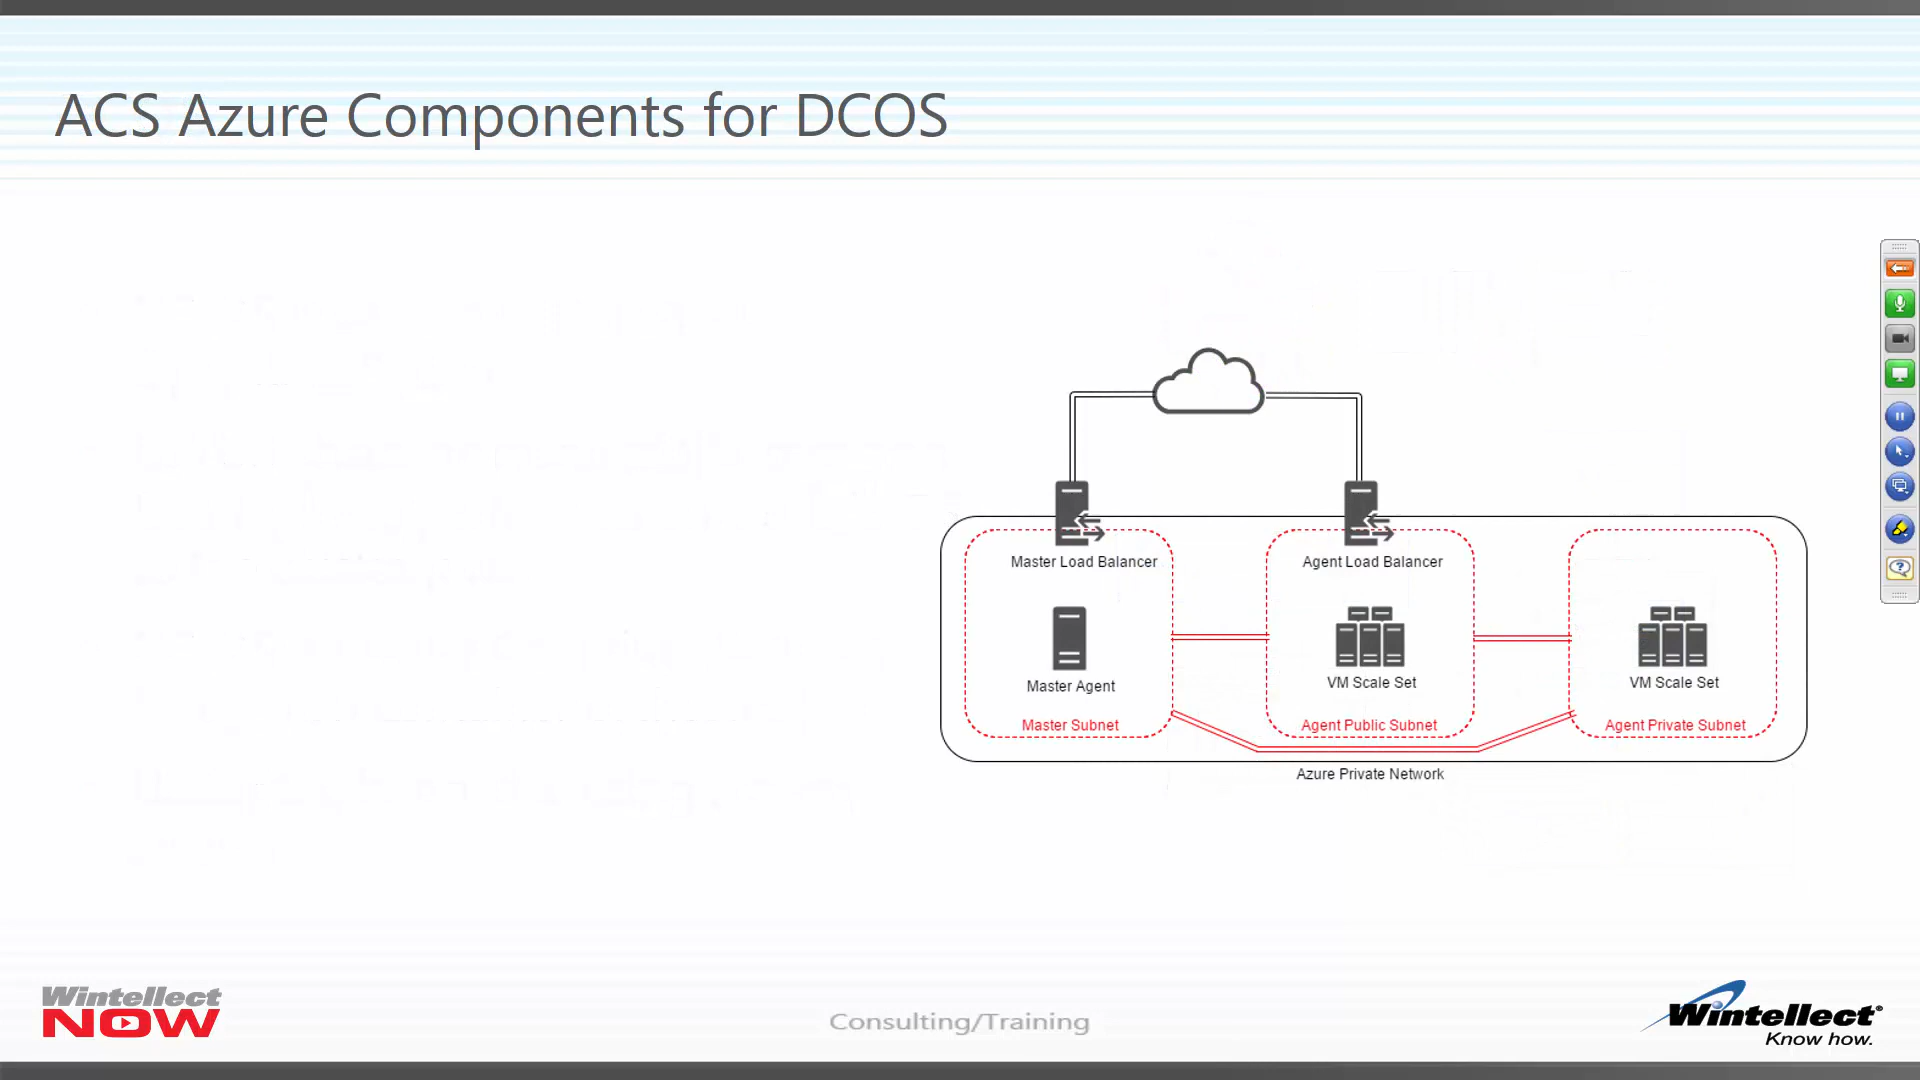 ACS Azure Components for DCOS
Master Load Balancer
Agent Load Balancer
Master Agent
VM Scale Set
VM Scale Set
Master Subnet
Agent Public Subnet
Agent Private Subnet
Azure Private Network
Wintellect
NOW
Consulting/Training
Wintellect®
Know how.